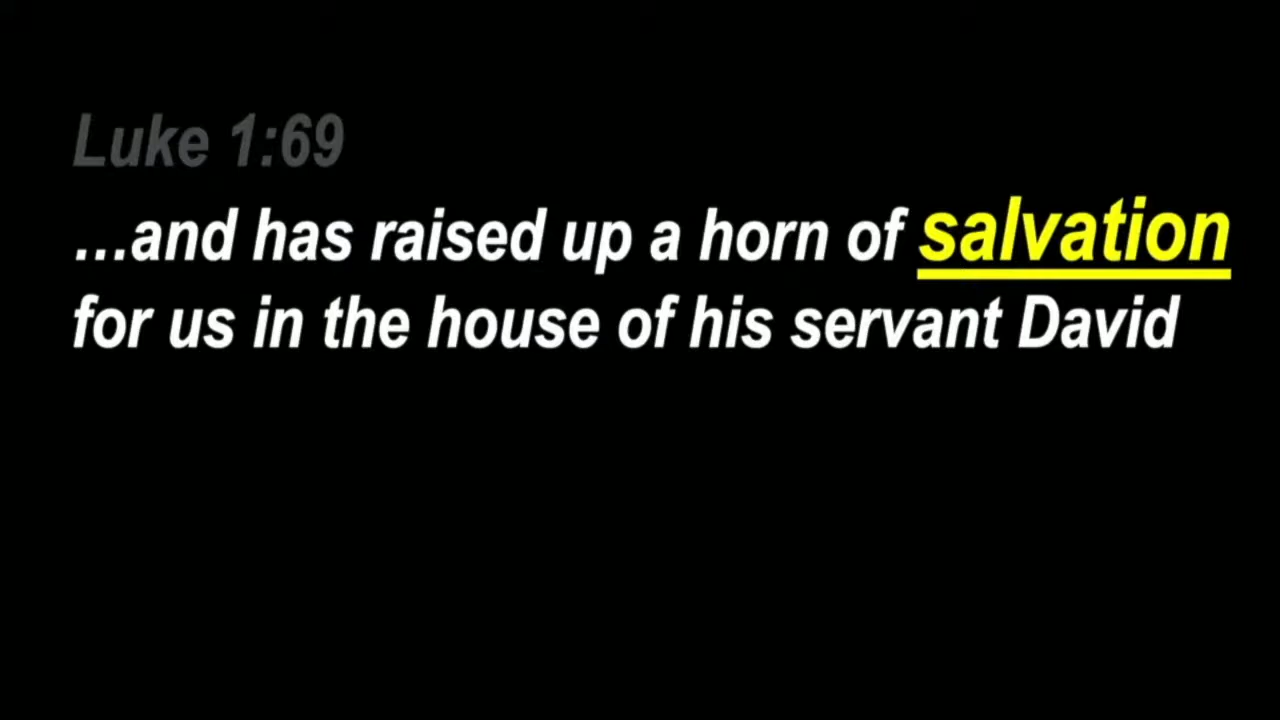 Luke 1:69
…and has raised up a horn of salvation
for us in the house of his servant David